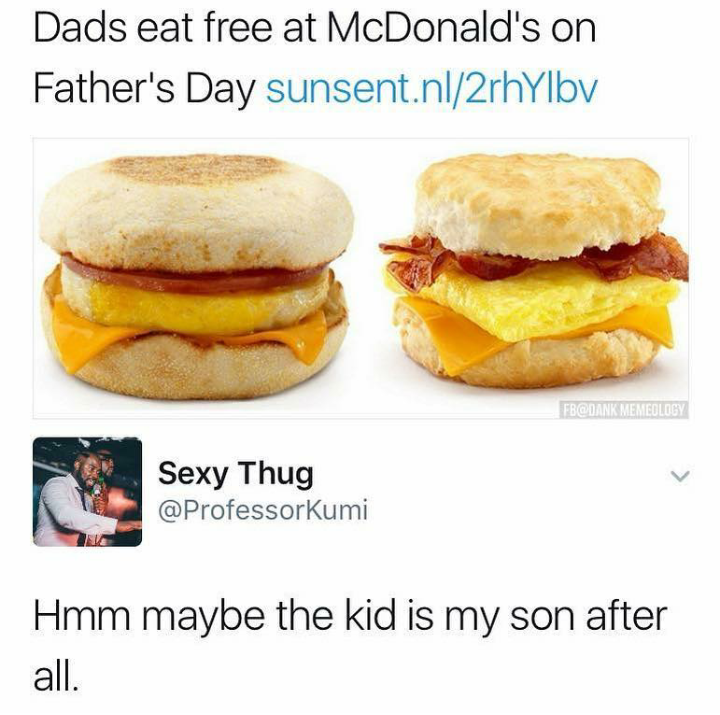 Dads eat free at McDonald's on
Father's Day sunsent.nl/2rhYlbv
FB@DANK MEMEOLOGY
Sexy Thug
@ProfessorKumi
Hmm maybe the kid is my son after
all.